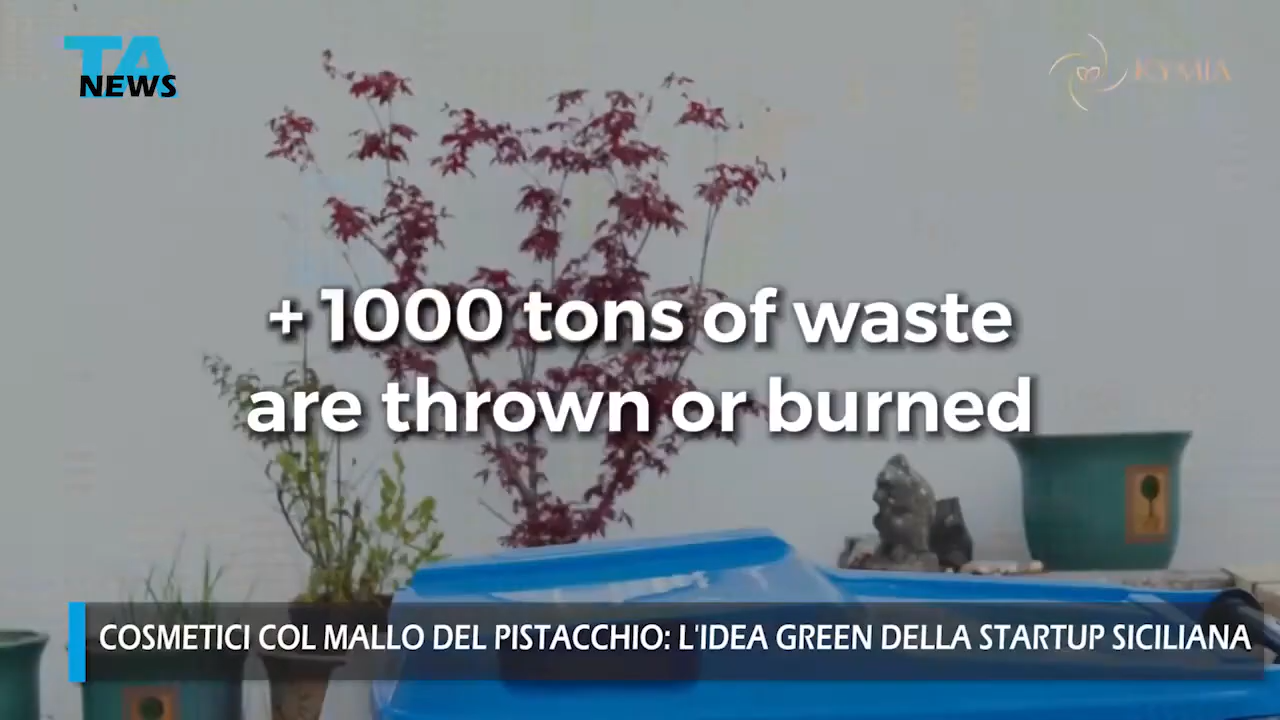 TA
NEWS
KYMIA
+ 1000 tons of waste
are thrown or burned
COSMETICI COL MALLO DEL PISTACCHIO: L'IDEA GREEN DELLA STARTUP SICILIANA